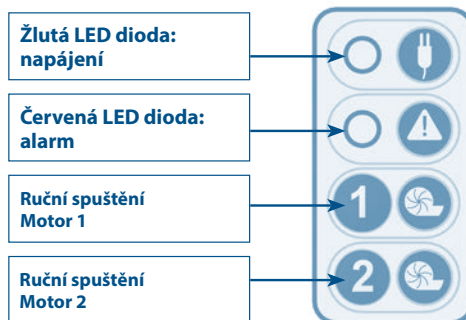 Žlutá LED dioda:
napájení
Červená LED dioda:
alarm
Ruční spuštění
Motor 1
1
Ruční spuštění
Motor 2
2